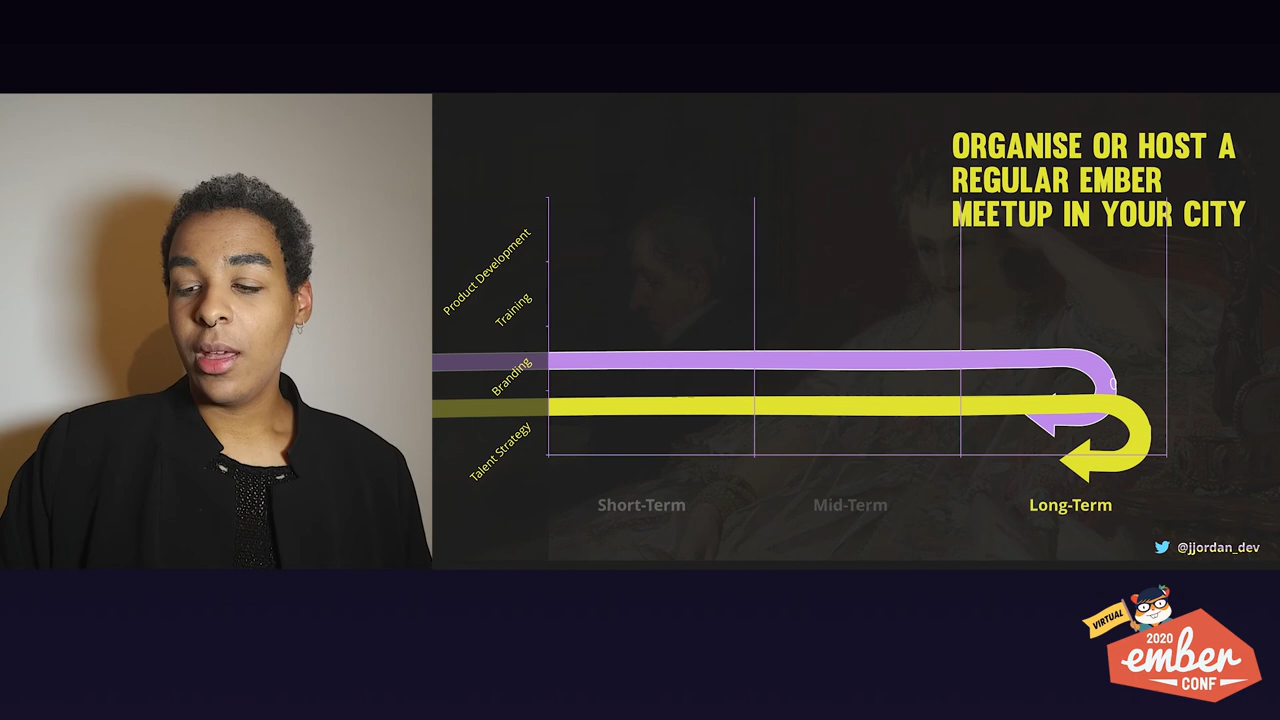 ORGANISE OR HOST A
REGULAR EMBER
MEETUP IN YOUR CITY
Product Development
Training
Branding
Talent Strategy
Short-Term
Mid-Term
Long-Term
@jjordan_dev
VIRTUAL
2020
ember
CONF